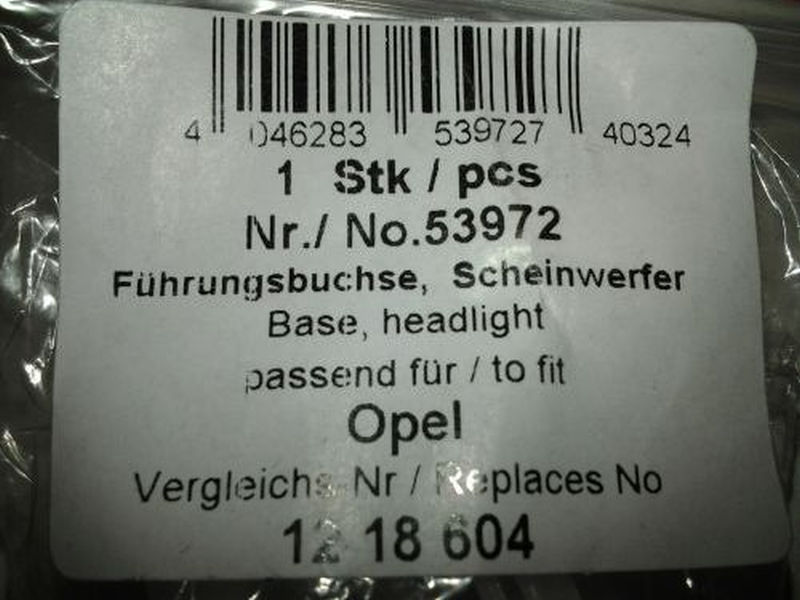 4 046283 539727 40324
1 Stk / pcs
Nr./ No.53972
Führungsbuchse, Scheinwerfer
Base, headlight
passend für / to fit
Opel
Vergleichs-Nr / Replaces No
12 18 604